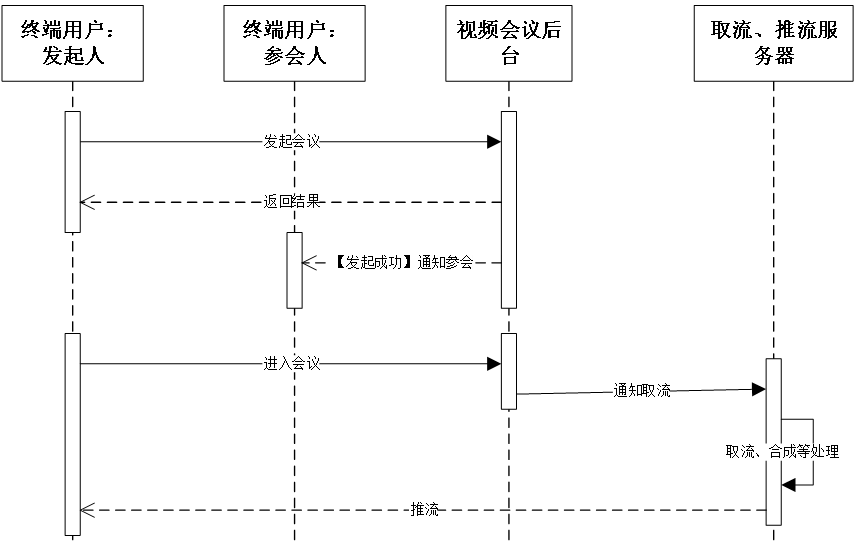 终端用户：
发起人
终端用户：
参会人
视频会议后
台
取流、推流服
务器
发起会议
返回结果
【发起成功】通知参会
进入会议
通知取流
取流、合成等处理
推流